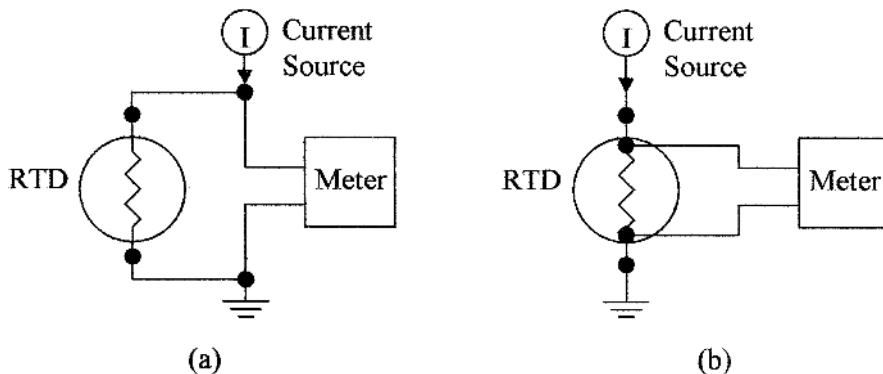 I Current
Source
RTD
Meter
(a)
I Current
Source
RTD
Meter
(b)